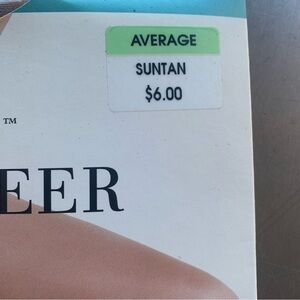 AVERAGE
SUNTAN
$6.00
™
EER